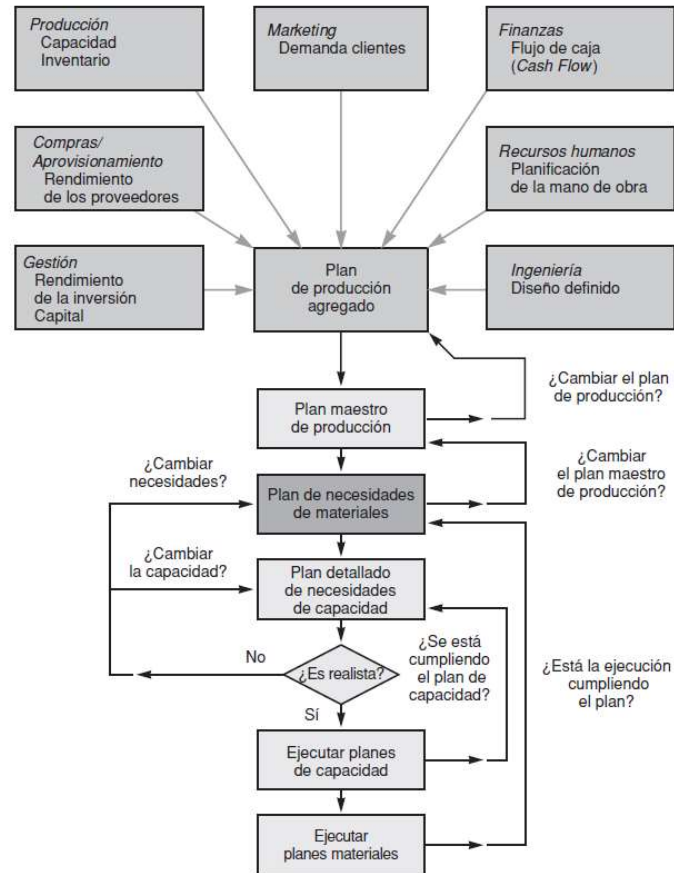 Producción
Capacidad
Inventario
Marketing
Demanda clientes
Finanzas
Flujo de caja
(Cash Flow)
Compras/
Aprovisionamiento
Rendimiento
de los proveedores
Recursos humanos
Planificación
de la mano de obra
Gestión
Rendimiento
de la inversión
Capital
Plan
de producción
agregado
Ingeniería
Diseño definido
¿Cambiar el plan
de producción?
Plan maestro
de producción
¿Cambiar
necesidades?
¿Cambiar
el plan maestro
de producción?
Plan de necesidades
de materiales
¿Cambiar
la capacidad?
Plan detallado
de necesidades
de capacidad
No
¿Es realista?
¿Se está
cumpliendo
el plan de
capacidad?
¿Está la ejecución
cumpliendo
el plan?
Sí
Ejecutar planes
de capacidad
Ejecutar
planes materiales